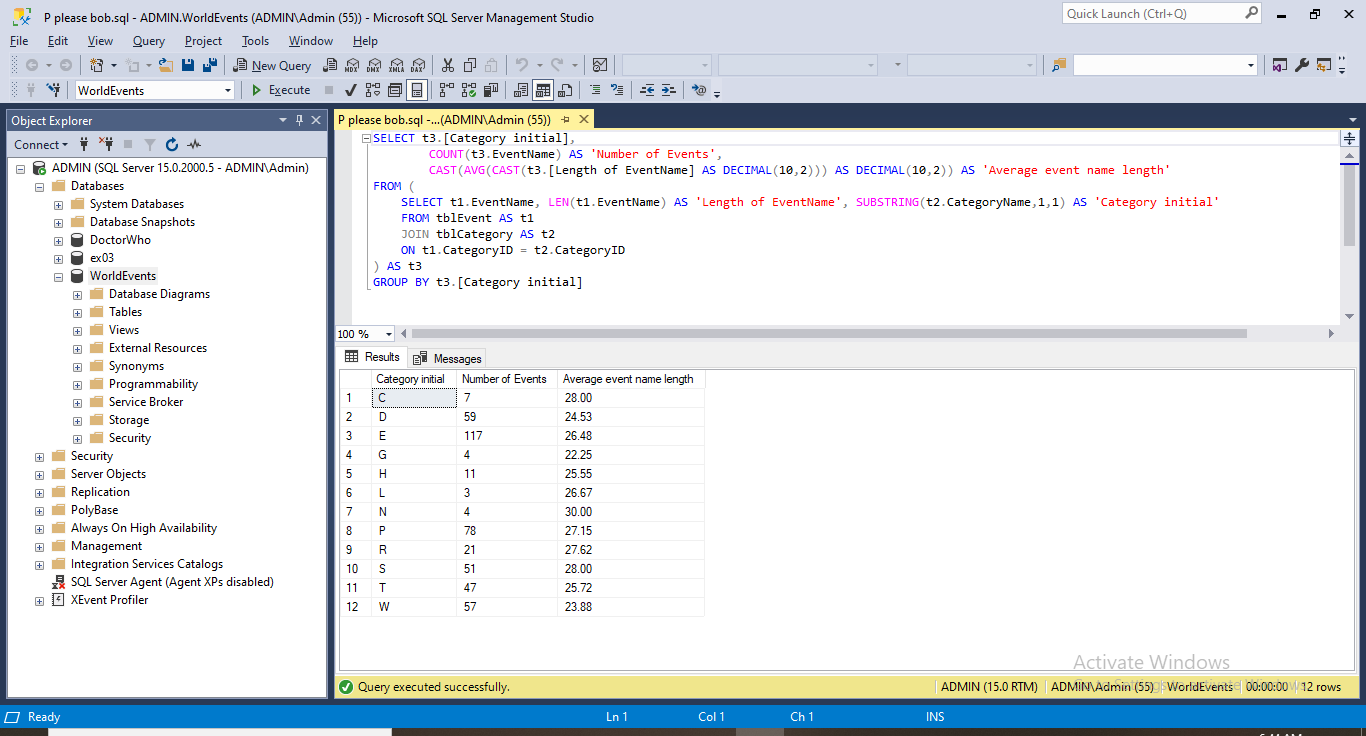 P please bob.sql - ADMIN.WorldEvents (ADMIN\Admin (55)) - Microsoft SQL Server Management Studio
Quick Launch (Ctrl+Q)
File Edit View Query Project Tools Window Help
New Query
MDX DMX XMLA DAX
WorldEvents
Execute
Object Explorer
Connect
ADMIN (SQL Server 15.0.2000.5 - ADMIN\Admin)
Databases
System Databases
Database Snapshots
DoctorWho
ex03
WorldEvents
Database Diagrams
Tables
Views
External Resources
Synonyms
Programmability
Service Broker
Storage
Security
Security
Server Objects
Replication
PolyBase
Always On High Availability
Management
Integration Services Catalogs
SQL Server Agent (Agent XPs disabled)
XEvent Profiler
P please bob.sql -...(ADMIN\Admin (55))
SELECT t3.[Category initial],
COUNT(t3.EventName) AS 'Number of Events',
CAST(AVG(CAST(t3.[Length of EventName] AS DECIMAL(10,2))) AS DECIMAL(10,2)) AS 'Average event name length'
FROM (
SELECT t1.EventName, LEN(t1.EventName) AS 'Length of EventName', SUBSTRING(t2.CategoryName,1,1) AS 'Category initial'
FROM tblEvent AS t1
JOIN tblCategory AS t2
ON t1.CategoryID = t2.CategoryID
) AS t3
GROUP BY t3.[Category initial]
100 %
Results Messages
Category initial Number of Events Average event name length
1 C 7 28.00
2 D 59 24.53
3 E 117 26.48
4 G 4 22.25
5 H 11 25.55
6 L 3 26.67
7 N 4 30.00
8 P 78 27.15
9 R 21 27.62
10 S 51 28.00
11 T 47 25.72
12 W 57 23.88
Activate Windows
Go to Settings to activate Windows.
Query executed successfully.
ADMIN (15.0 RTM) ADMIN\Admin (55) WorldEvents 00:00:00 12 rows
Ready Ln 1 Col 1 Ch 1 INS